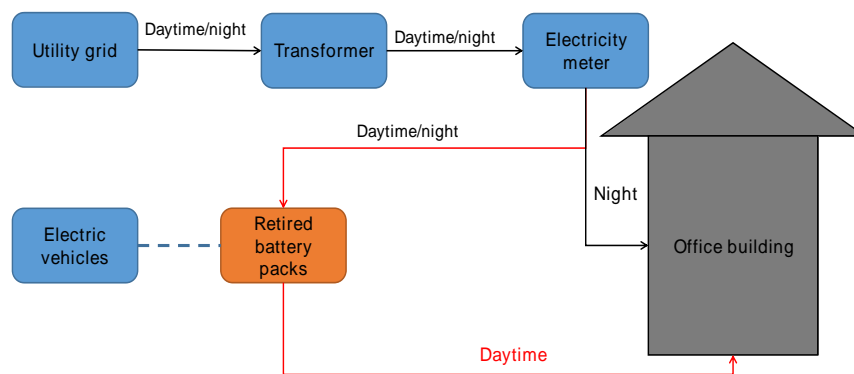 Daytime/night
Daytime/night
Utility grid
Transformer
Electricity
meter
Daytime/night
Night
Electric
vehicles
Retired
battery
packs
Office building
Daytime